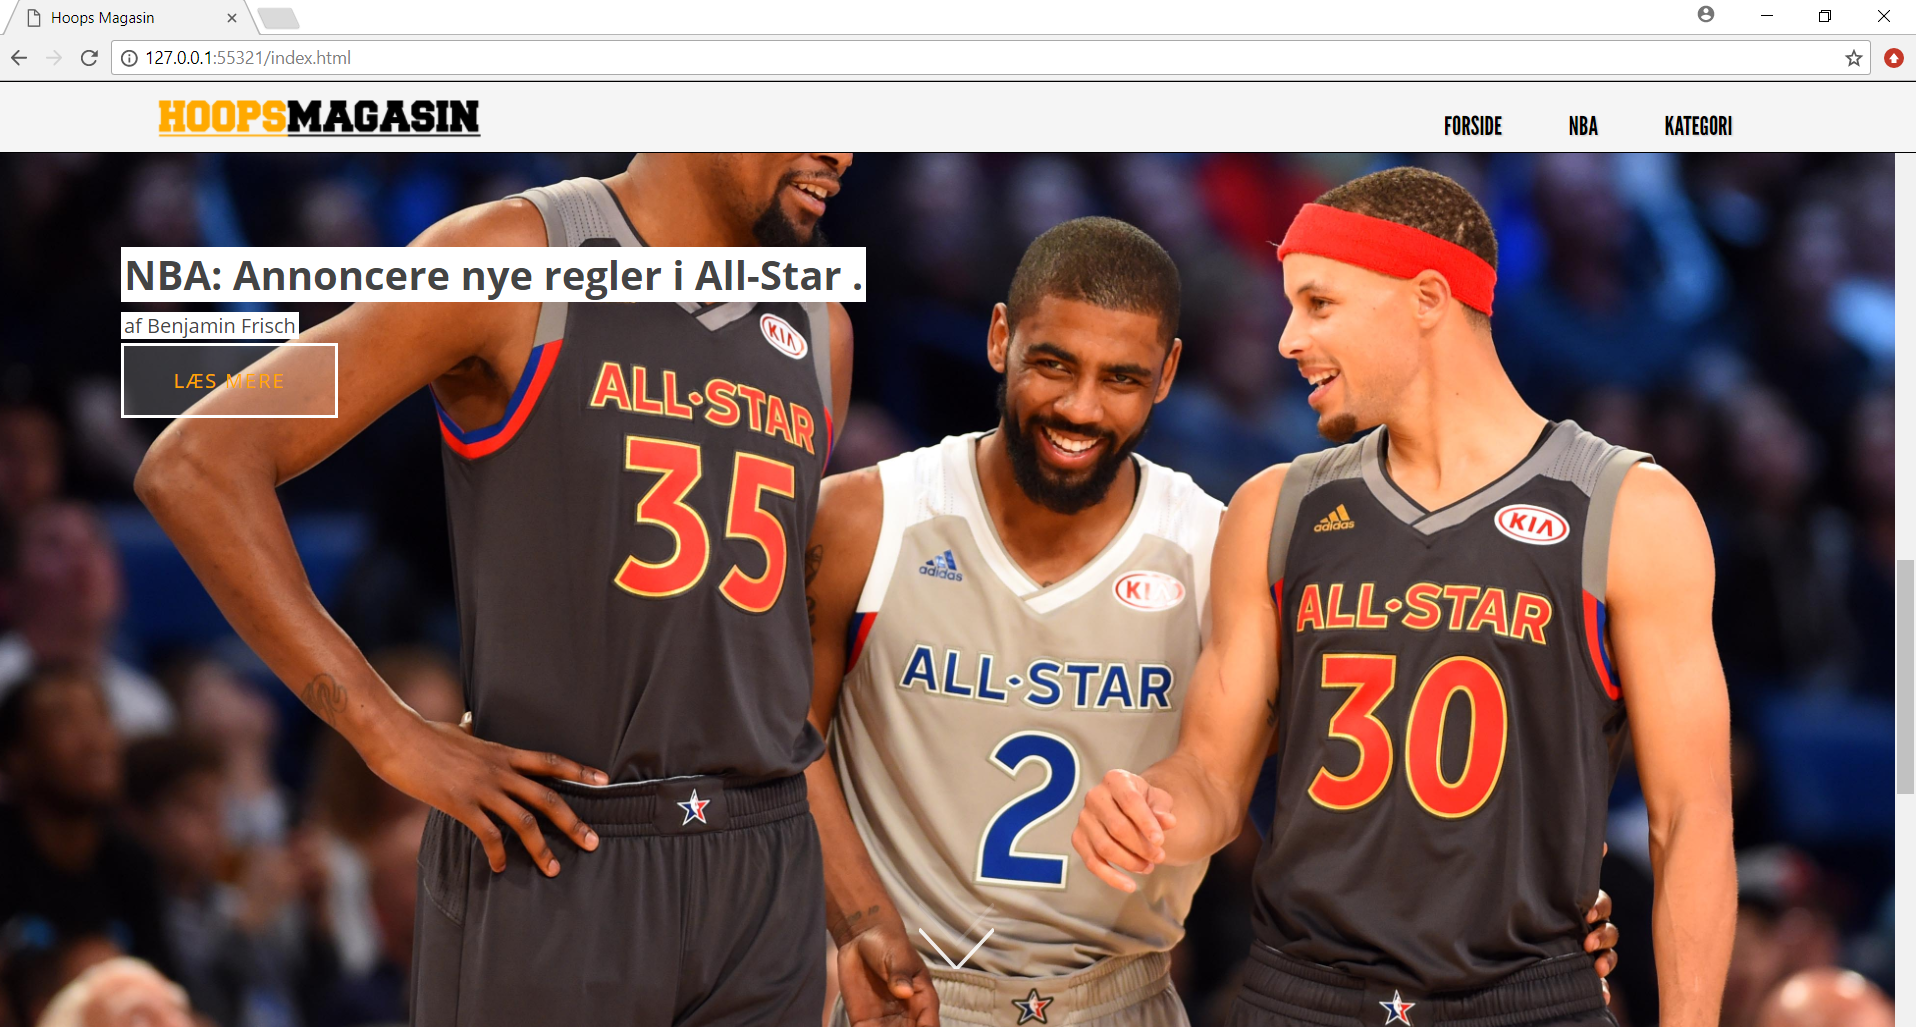 Hoops Magasin
127.0.0.1:55321/index.html
HOOPSMAGASIN
FORSIDE NBA KATEGORI
NBA: Annoncere nye regler i All-Star .
af Benjamin Frisch
LÆS MERE
KIA
ALL-STAR
35
adidas
KIA
ALL-STAR
2
adidas
KIA
ALL-STAR
30